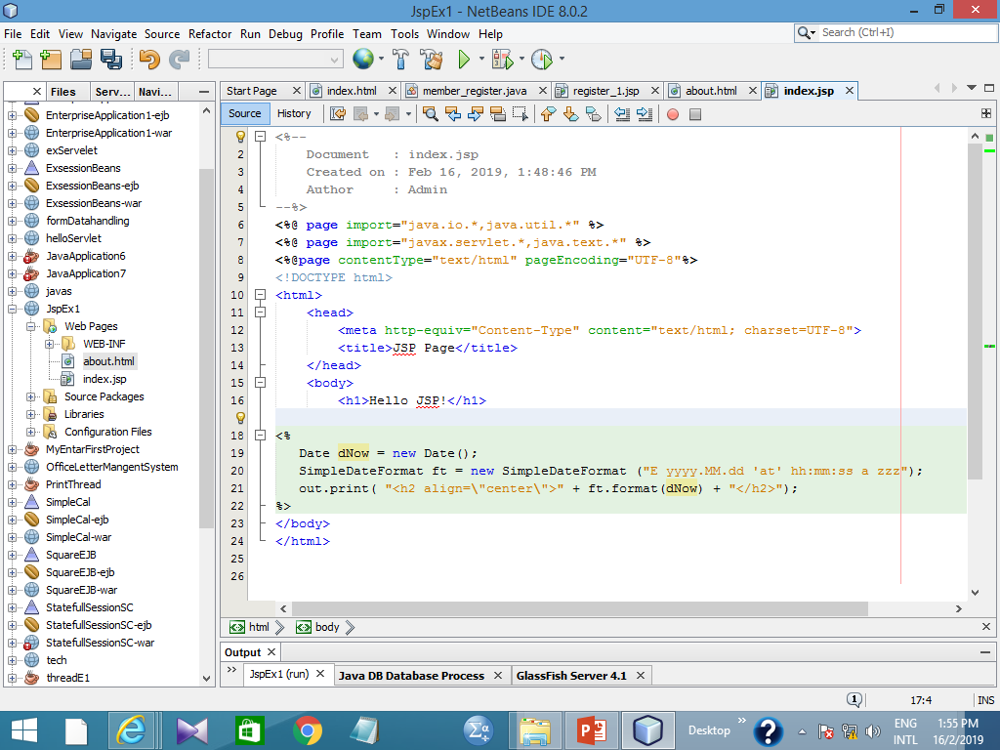 JspEx1 - NetBeans IDE 8.0.2
File Edit View Navigate Source Refactor Run Debug Profile Team Tools Window Help
Search (Ctrl+I)
Files Serv... Navi...
EnterpriseApplication1-ejb
EnterpriseApplication1-war
exServelet
ExsessionBeans
ExsessionBeans-ejb
ExsessionBeans-war
formDatahandling
helloServlet
JavaApplication6
JavaApplication7
javas
JspEx1
Web Pages
WEB-INF
about.html
index.jsp
Source Packages
Libraries
Configuration Files
MyEntarFirstProject
OfficeLetterMangentSystem
PrintThread
SimpleCal
SimpleCal-ejb
SimpleCal-war
SquareEJB
SquareEJB-ejb
SquareEJB-war
StatefullSessionSC
StatefullSessionSC-ejb
StatefullSessionSC-war
tech
threadE1
Start Page index.html member_register.java register_1.jsp about.html index.jsp
Source History
<%--
2 Document : index.jsp
3 Created on : Feb 16, 2019, 1:48:46 PM
4 Author : Admin
5 --%>
6 <%@ page import="java.io.*,java.util.*" %>
7 <%@ page import="javax.servlet.*,java.text.*" %>
8 <%@page contentType="text/html" pageEncoding="UTF-8"%>
9 <!DOCTYPE html>
10 <html>
11 <head>
12 <meta http-equiv="Content-Type" content="text/html; charset=UTF-8">
13 <title>JSP Page</title>
14 </head>
15 <body>
16 <h1>Hello JSP!</h1>
18 <%
19 Date dNow = new Date();
20 SimpleDateFormat ft = new SimpleDateFormat ("E yyyy.MM.dd 'at' hh:mm:ss a zzz");
21 out.print( "<h2 align=\"center\">" + ft.format(dNow) + "</h2>");
22 %>
23 </body>
24 </html>
25
26
html body
Output
JspEx1 (run) Java DB Database Process GlassFish Server 4.1
1 17:4 INS
Desktop ENG 1:55 PM
INTL 16/2/2019